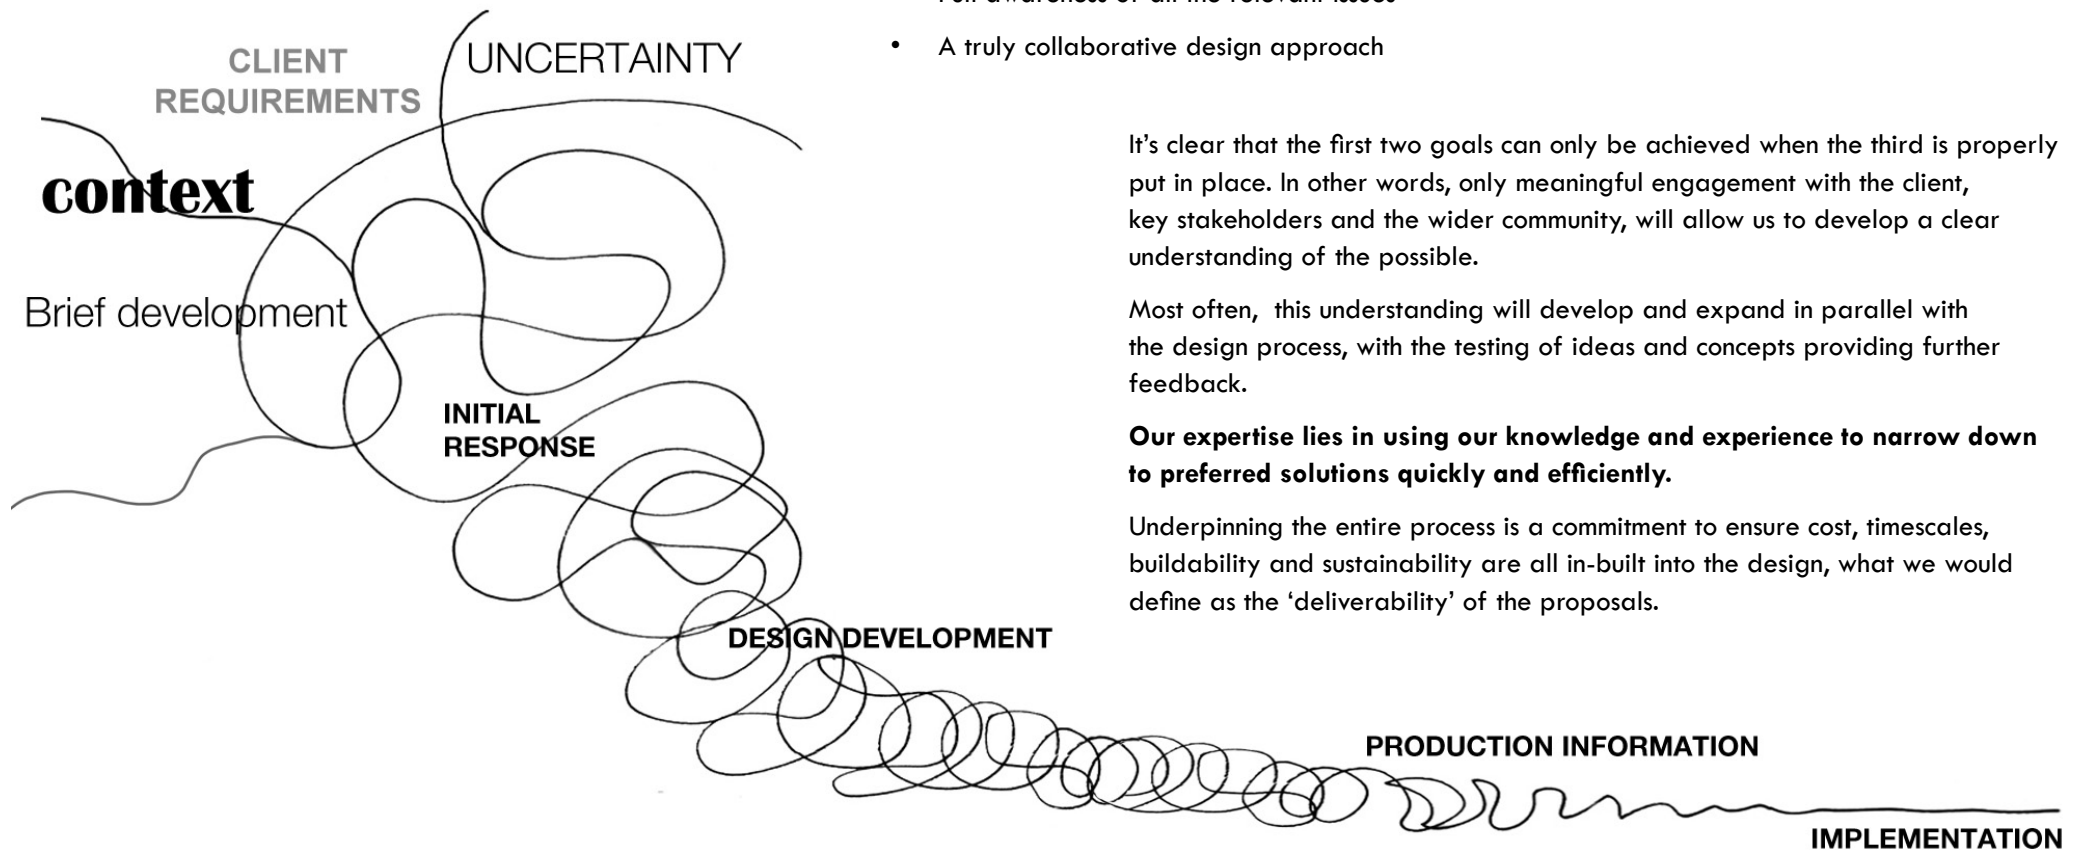 • A truly collaborative design approach
CLIENT
REQUIREMENTS
UNCERTAINTY
context
Brief development
INITIAL
RESPONSE
DESIGN DEVELOPMENT
PRODUCTION INFORMATION
IMPLEMENTATION
It’s clear that the first two goals can only be achieved when the third is properly
put in place. In other words, only meaningful engagement with the client,
key stakeholders and the wider community, will allow us to develop a clear
understanding of the possible.
Most often,  this understanding will develop and expand in parallel with
the design process, with the testing of ideas and concepts providing further
feedback.
Our expertise lies in using our knowledge and experience to narrow down
to preferred solutions quickly and efficiently.
Underpinning the entire process is a commitment to ensure cost, timescales,
buildability and sustainability are all in-built into the design, what we would
define as the ‘deliverability’ of the proposals.